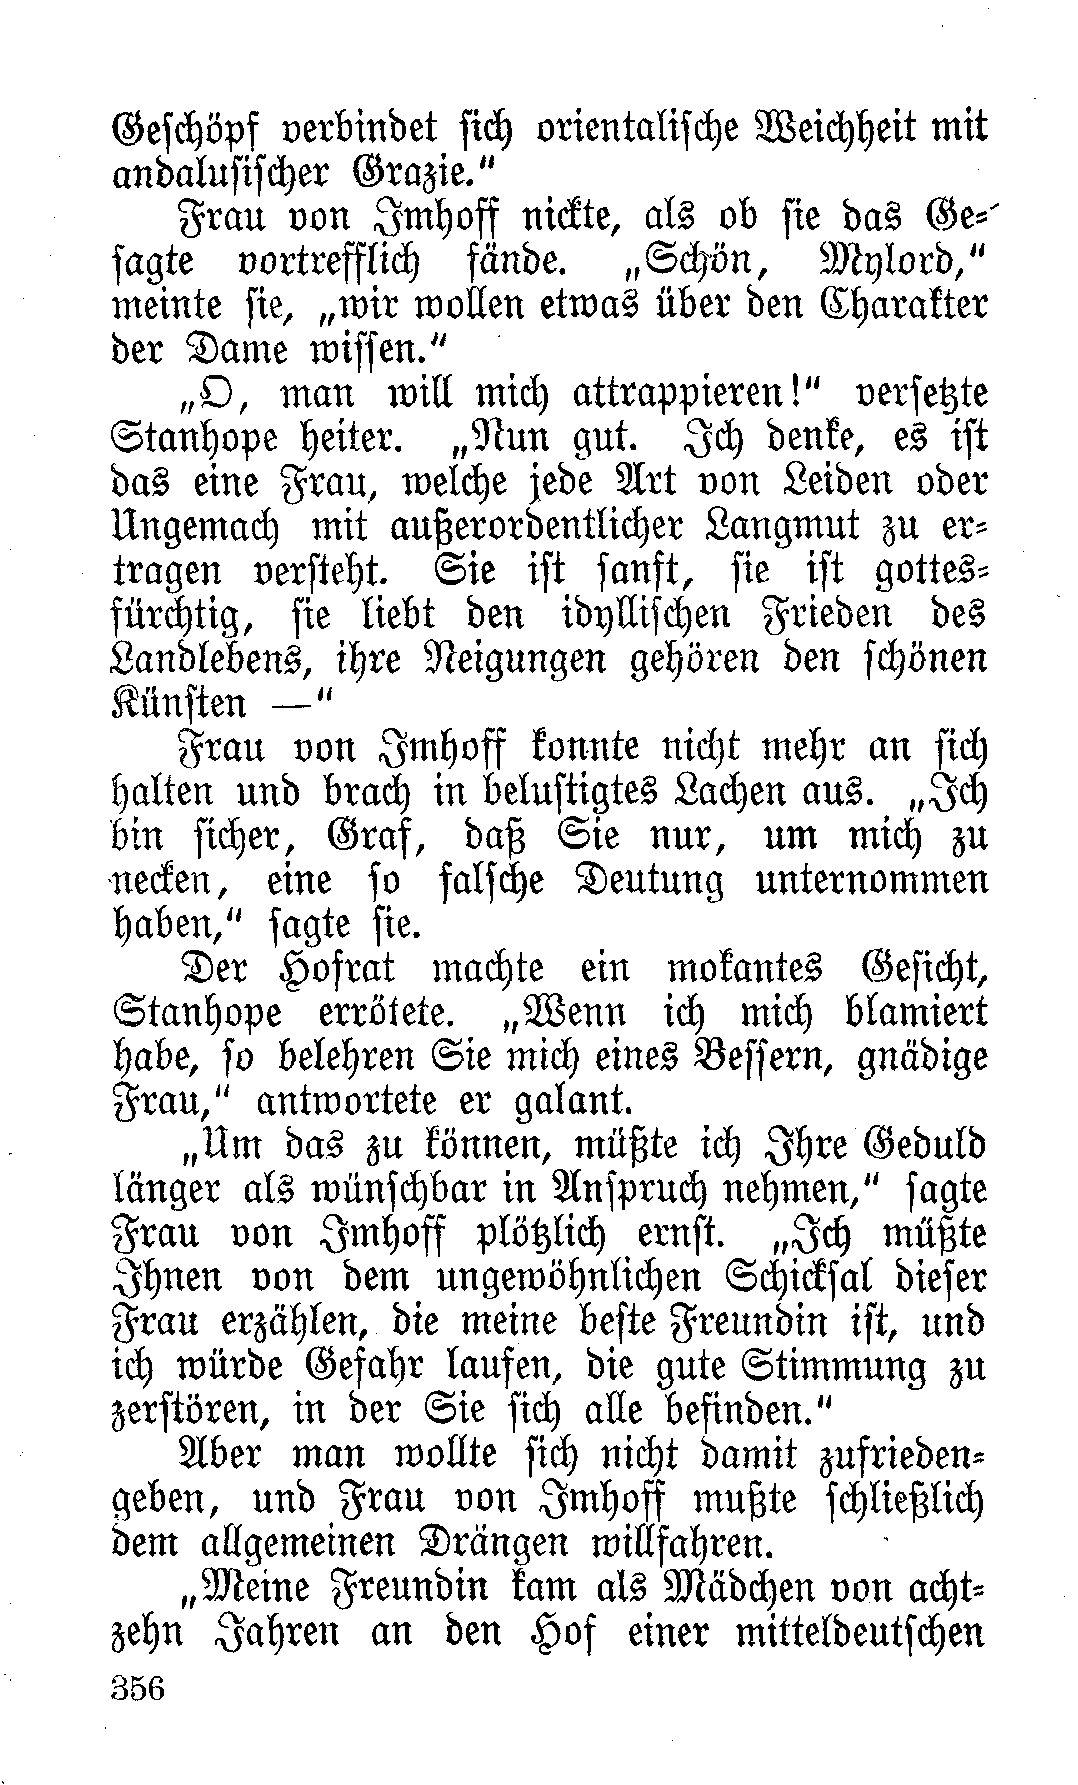 Geschöpf verbindet sich orientalische Weichheit mit
andalusischer Grazie.“
Frau von Imhoff nickte, als ob sie das Ge-
sagte vortrefflich fände. „Schön, Mylord,“
meinte sie, „wir wollen etwas über den Charakter
der Dame wissen.“
„O, man will mich attrappieren!“ versetzte
Stanhope heiter. „Nun gut. Ich denke, es ist
das eine Frau, welche jede Art von Leiden oder
Ungemach mit außerordentlicher Langmut zu er-
tragen versteht. Sie ist sanft, sie ist gottes-
fürchtig, sie liebt den idyllischen Frieden des
Landlebens, ihre Neigungen gehören den schönen
Künsten —“
Frau von Imhoff konnte nicht mehr an sich
halten und brach in belustigtes Lachen aus. „Ich
bin sicher, Graf, daß Sie nur, um mich zu
necken, eine so falsche Deutung unternommen
haben,“ sagte sie.
Der Hofrat machte ein mokantes Gesicht,
Stanhope errötete. „Wenn ich mich blamiert
habe, so belehren Sie mich eines Bessern, gnädige
Frau,“ antwortete er galant.
„Um das zu können, müßte ich Ihre Geduld
länger als wünschbar in Anspruch nehmen,“ sagte
Frau von Imhoff plötzlich ernst. „Ich müßte
Ihnen von dem ungewöhnlichen Schicksal dieser
Frau erzählen, die meine beste Freundin ist, und
ich würde Gefahr laufen, die gute Stimmung zu
zerstören, in der Sie sich alle befinden.“
Aber man wollte sich nicht damit zufrieden-
geben, und Frau von Imhoff mußte schließlich
dem allgemeinen Drängen willfahren.
„Meine Freundin kam als Mädchen von acht-
zehn Jahren an den Hof einer mitteldeutschen
356